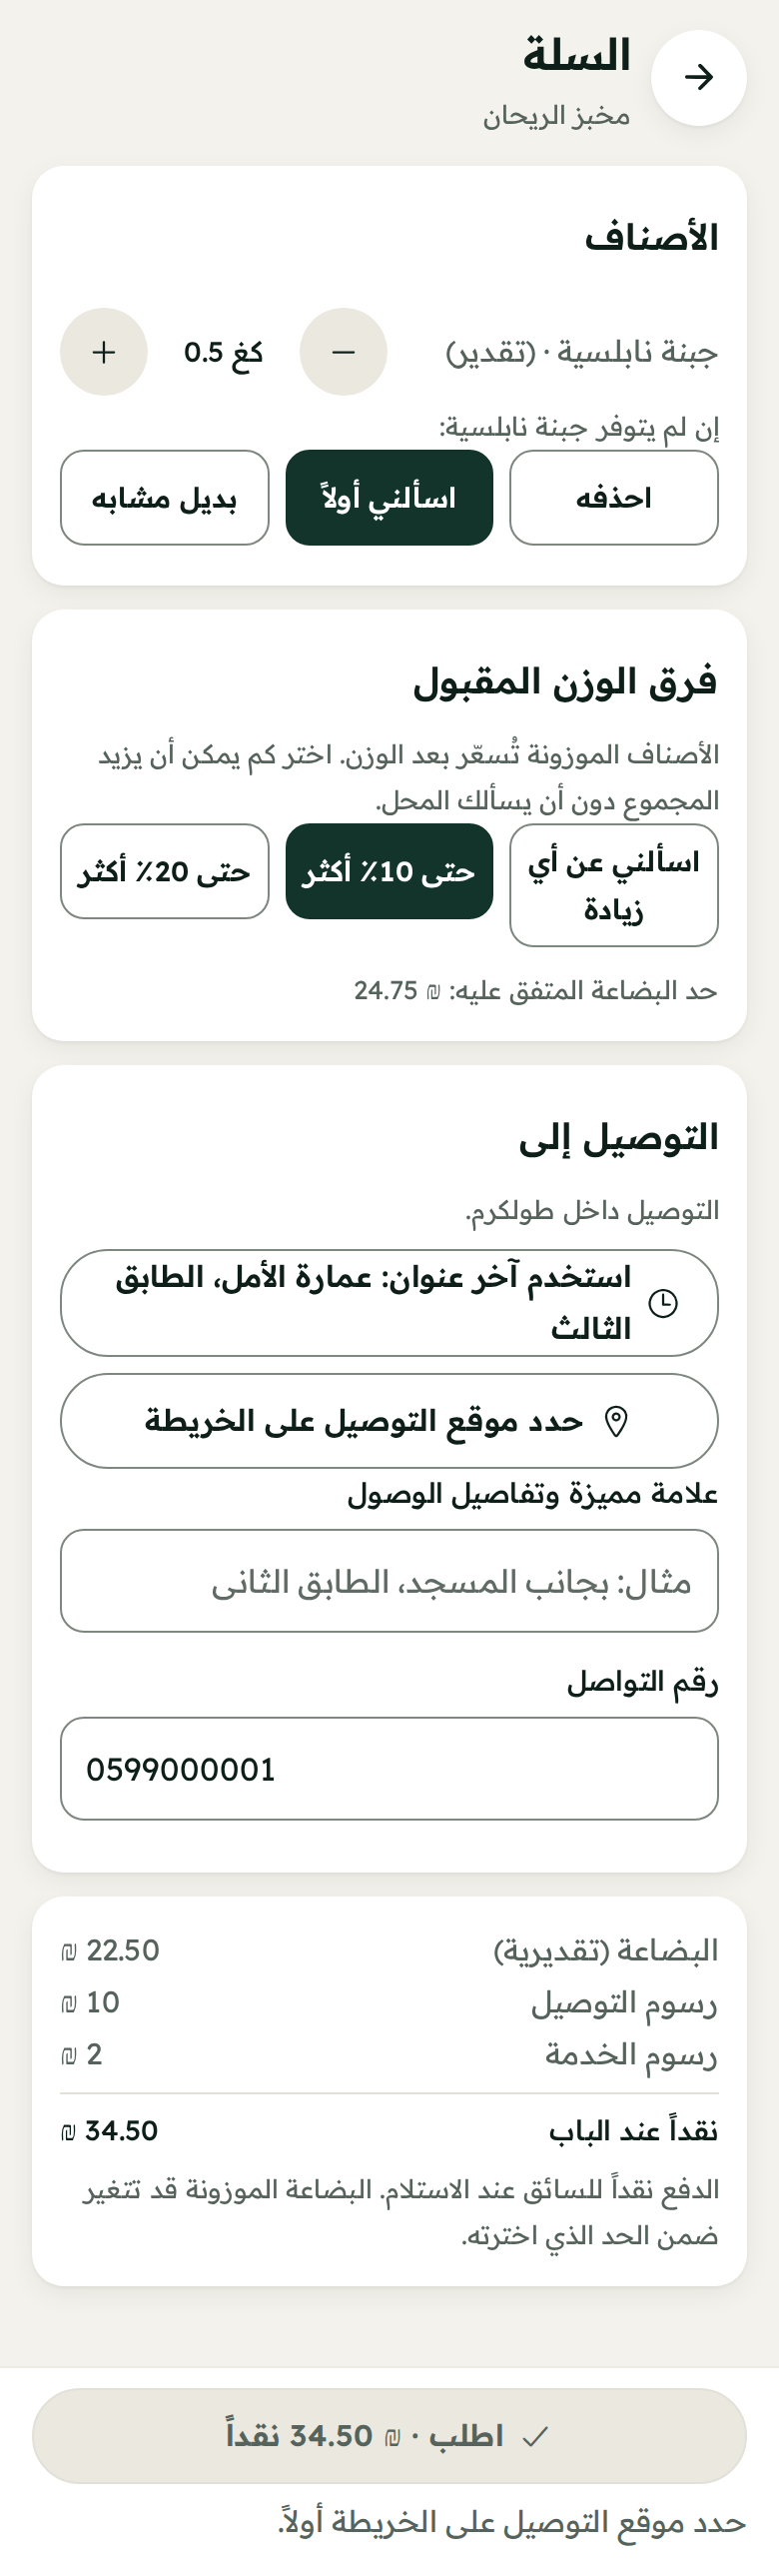 السلة
مخبز الريحان
الأصناف
جبنة نابلسية · (تقدير)
−
0.5 كغ
+
إن لم يتوفر جبنة نابلسية:
احذفه
اسألني أولاً
بديل مشابه
فرق الوزن المقبول
الأصناف الموزونة تُسعّر بعد الوزن. اختر كم يمكن أن يزيد
المجموع دون أن يسألك المحل.
اسألني عن أي
زيادة
حتى 10٪ أكثر
حتى 20٪ أكثر
حد البضاعة المتفق عليه: ₪ 24.75
التوصيل إلى
التوصيل داخل طولكرم.
استخدم آخر عنوان: عمارة الأمل، الطابق
الثالث
حدد موقع التوصيل على الخريطة
علامة مميزة وتفاصيل الوصول
مثال: بجانب المسجد، الطابق الثاني
رقم التواصل
0599000001
البضاعة (تقديرية) ₪ 22.50
رسوم التوصيل ₪ 10
رسوم الخدمة ₪ 2
نقداً عند الباب ₪ 34.50
الدفع نقداً للسائق عند الاستلام. البضاعة الموزونة قد تتغير
ضمن الحد الذي اخترته.
اطلب · ₪ 34.50 نقداً
حدد موقع التوصيل على الخريطة أولاً.